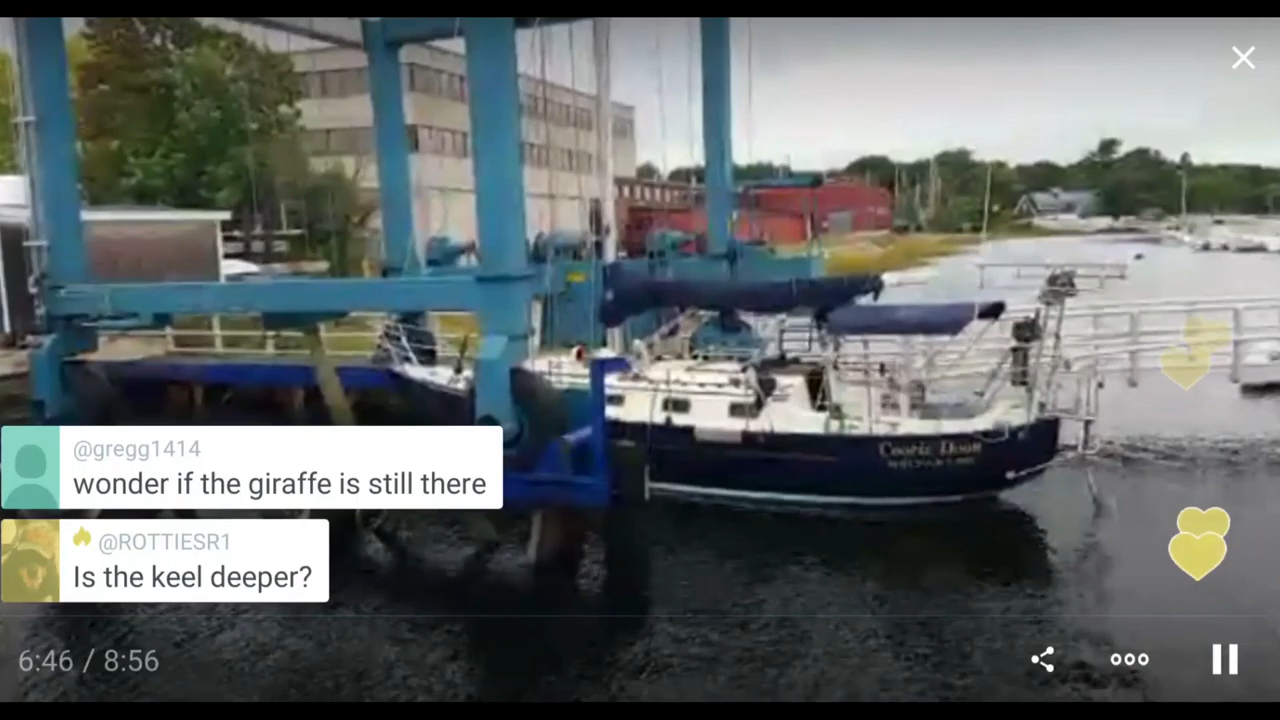 @gregg1414
wonder if the giraffe is still there
@ROTTIESR1
Is the keel deeper?
6:46 / 8:56